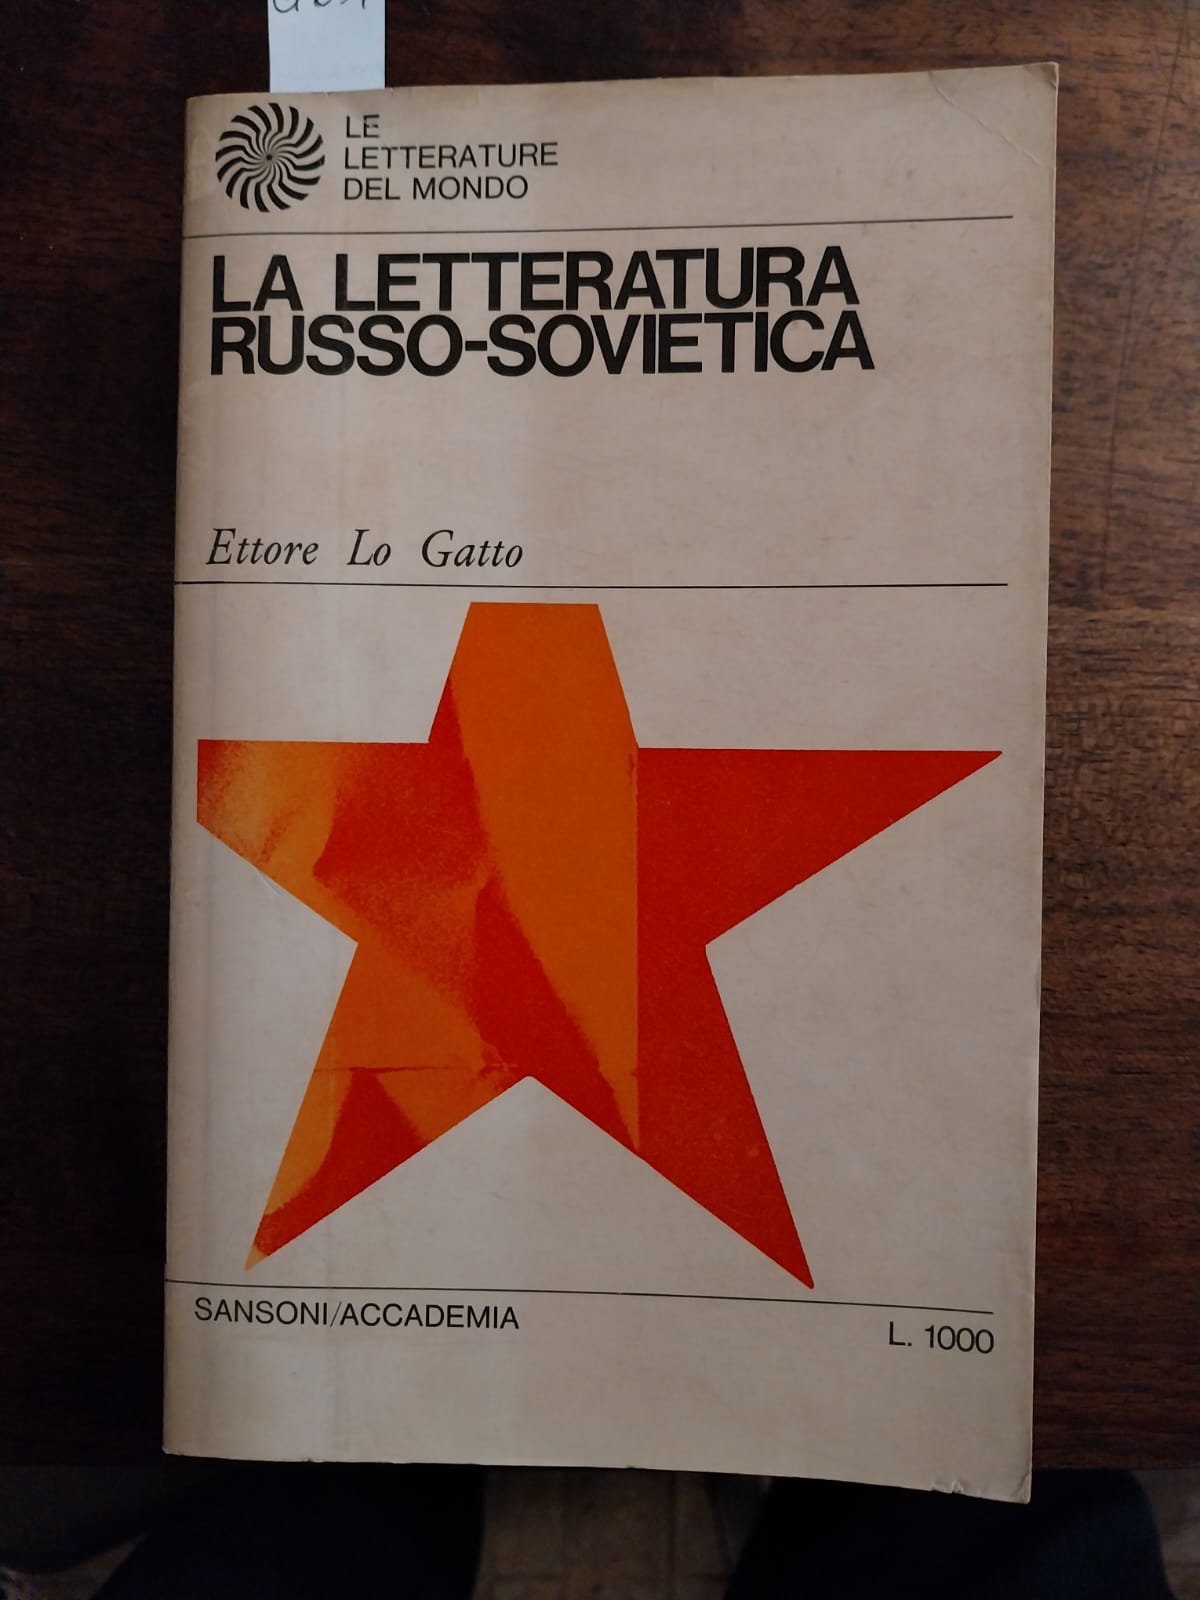 LE
LETTERATURE
DEL MONDO
LA LETTERATURA
RUSSO-SOVIETICA
Ettore Lo Gatto
SANSONI/ACCADEMIA
L. 1000